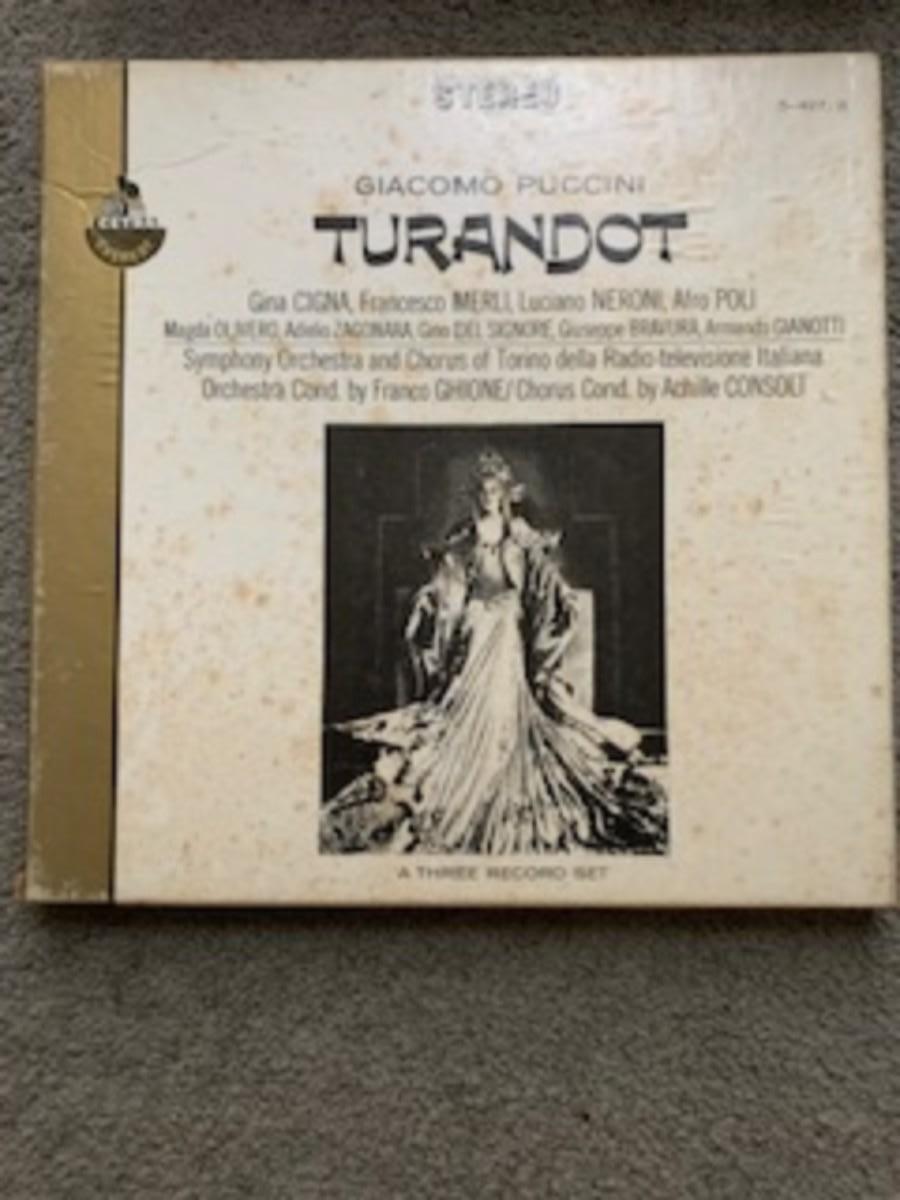 STEREO
GIACOMO PUCCINI
TURANDOT
Gina CIGNA, Francesco MERLI, Luciano NERONI, Afro POLI
Magda OLIVERO, Adelio ZAGONARA, Gino DEL SIGNORE, Giuseppe BRAVURA, Armando GIANOTTI
Symphony Orchestra and Chorus of Torino della Radio-televisione Italiana
Orchestra Cond. by Franco GHIONE/Chorus Cond. by Achille CONSOLI
A THREE RECORD SET